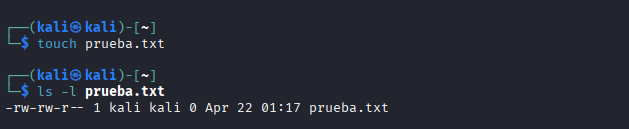 ┌──(kali㉿kali)-[~]
└─$ touch prueba.txt
┌──(kali㉿kali)-[~]
└─$ ls -l prueba.txt
-rw-rw-r-- 1 kali kali 0 Apr 22 01:17 prueba.txt